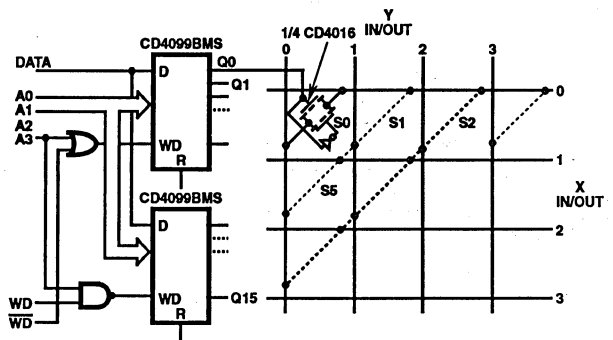 Y
IN/OUT
1/4 CD4016
0 1 2 3
CD4099BMS
DATA
D
Q0
Q1
A0
A1
A2
A3
WD
R
S0
S1
S2
S5
0
1
X
IN/OUT
2
3
CD4099BMS
D
WD
R
Q15
WD
WD